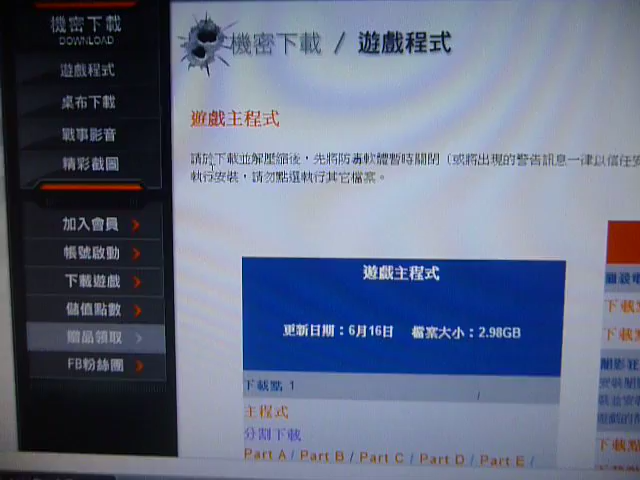 機密下載
DOWNLOAD
遊戲程式
桌布下載
戰事影音
精彩截圖
加入會員
帳號啟動
下載遊戲
儲值點數
贈品領取
FB粉絲團
機密下載 / 遊戲程式
遊戲主程式
請於下載並解壓縮後，先將防毒軟體暫時關閉（或將出現的警告訊息一律以信任安
執行安裝，請勿點選執行其它檔案。
遊戲主程式
更新日期：6月16日 檔案大小：2.98GB
下載點 1
主程式
分割下載
Part A / Part B / Part C / Part D / Part E /
下載
下載
下載點